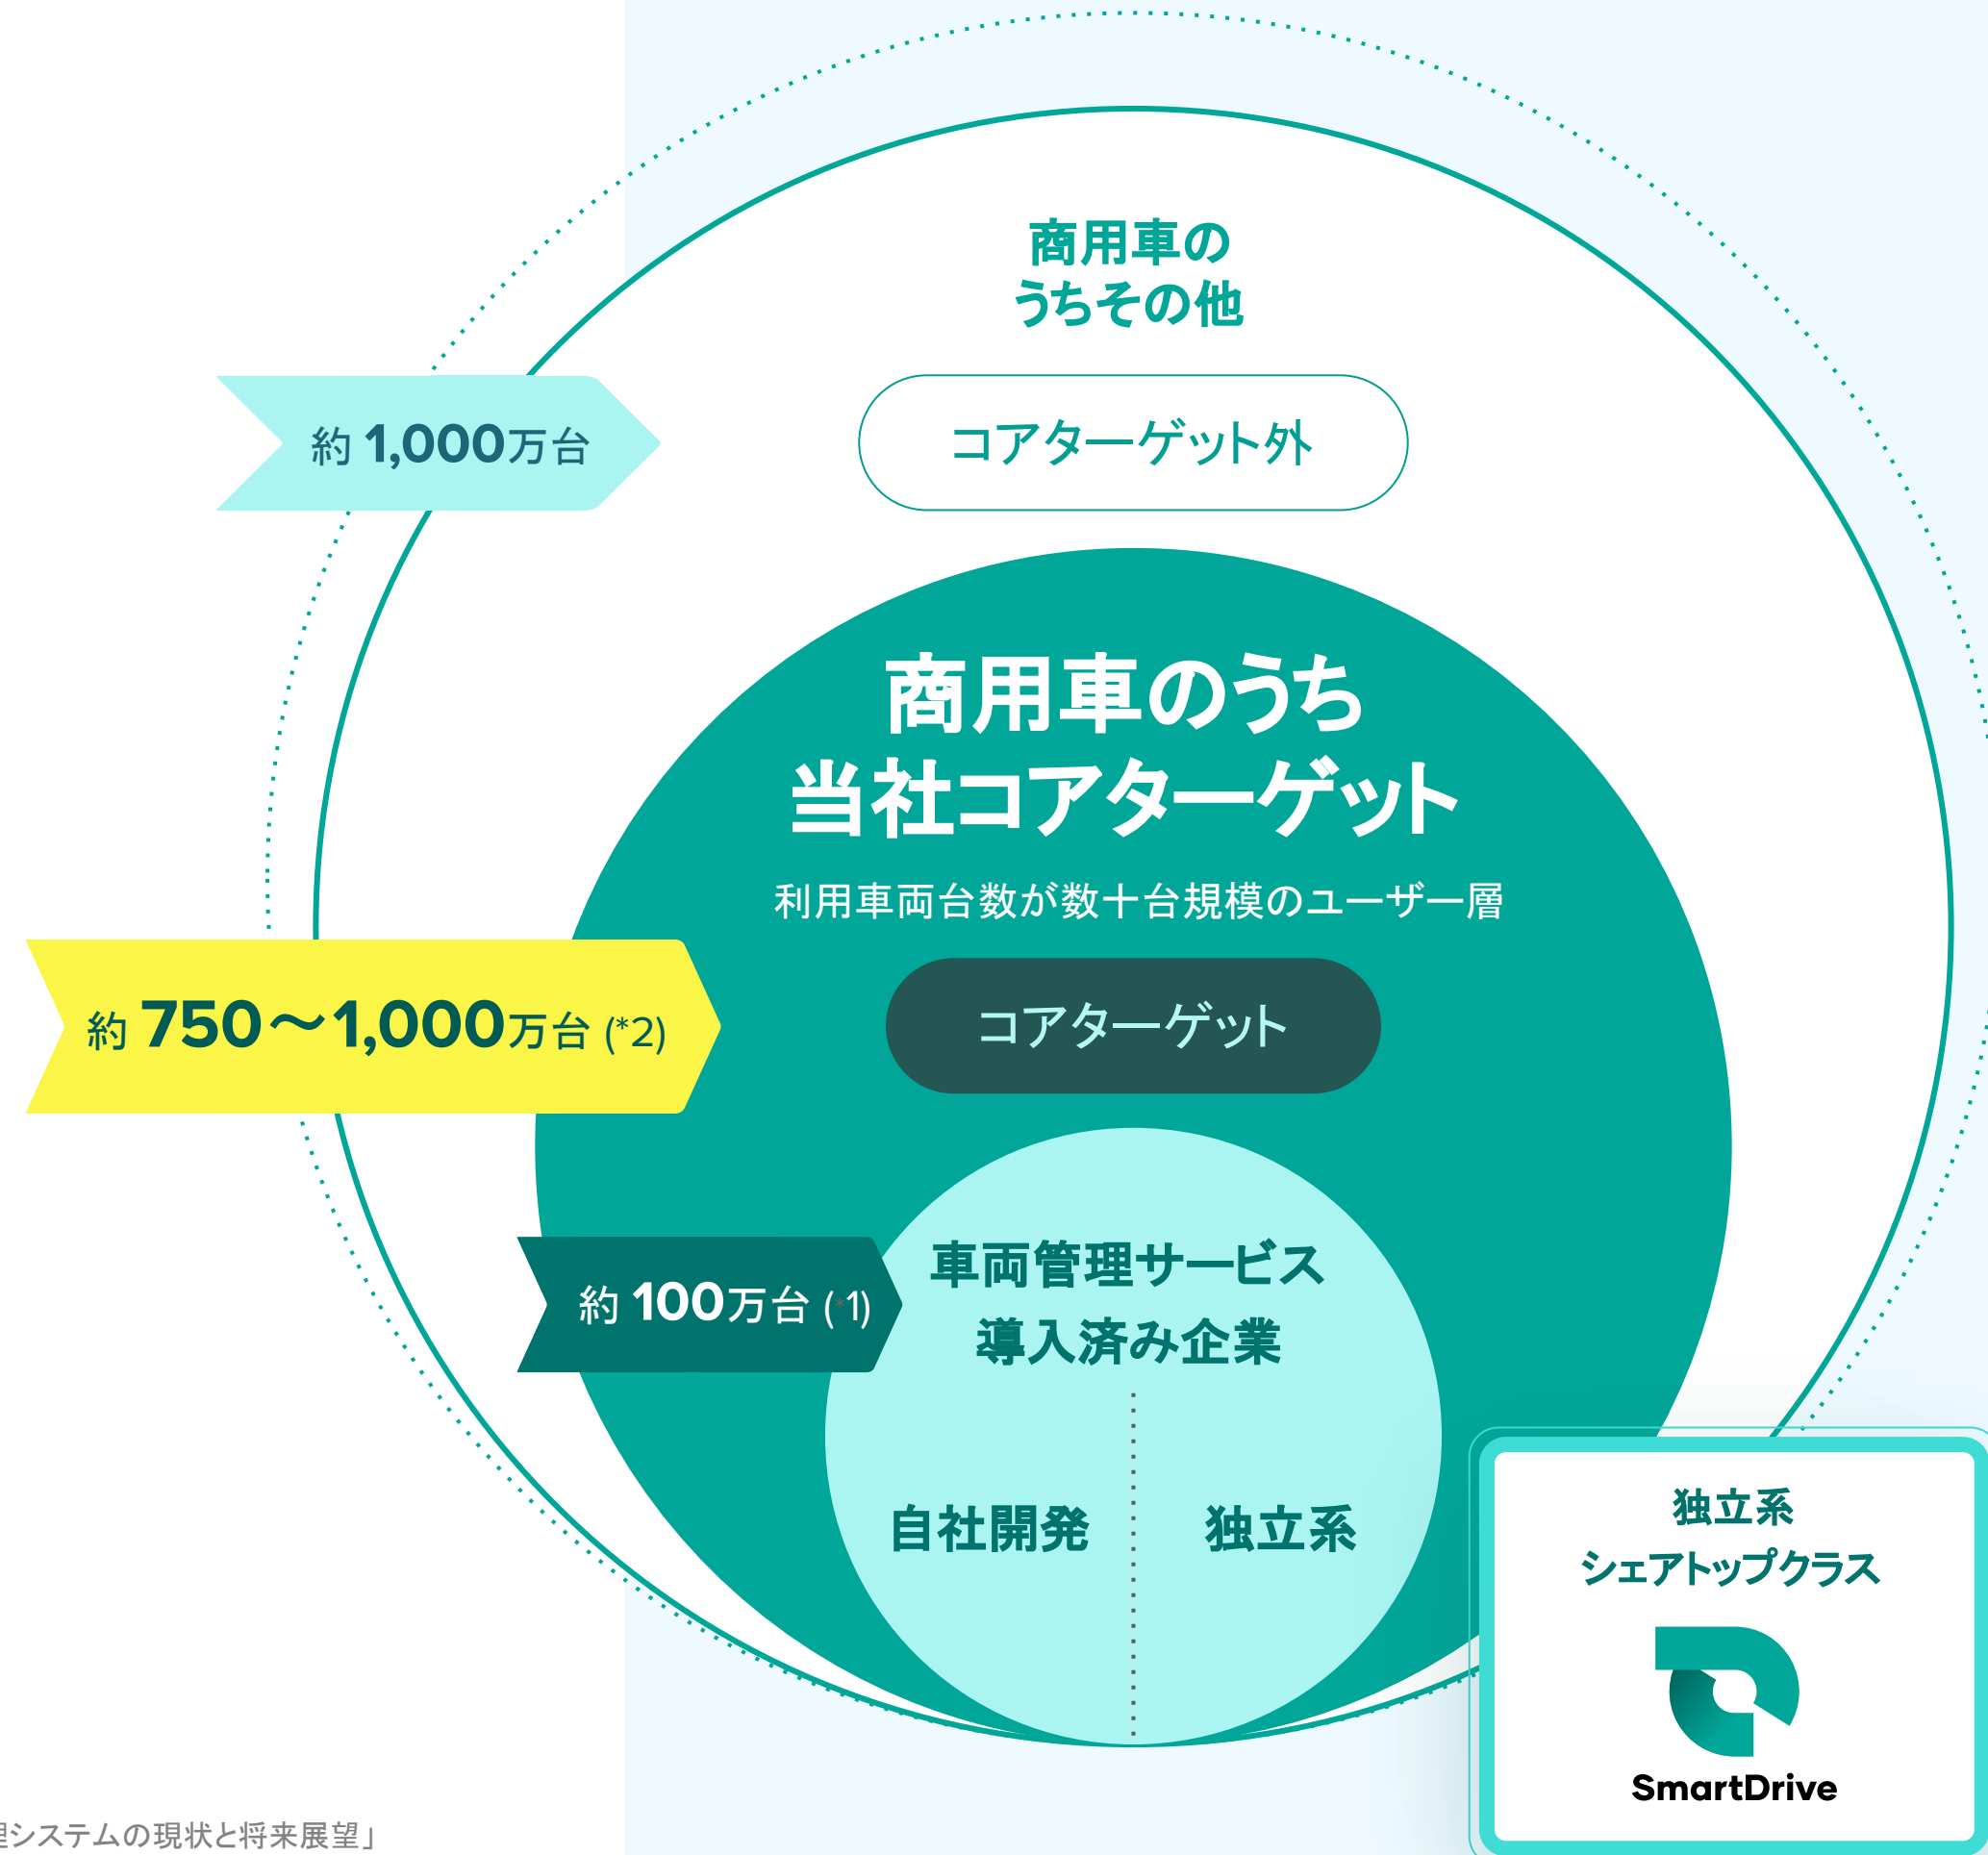 商用車の
うちその他
約 1,000万台
コアターゲット外
商用車のうち
当社コアターゲット
利用車両台数が数十台規模のユーザー層
約 750〜1,000万台 (*2)
コアターゲット
車両管理サービス
約 100万台 (*1)
導入済み企業
自社開発
独立系
独立系
シェアトップクラス
SmartDrive
システムの現状と将来展望」